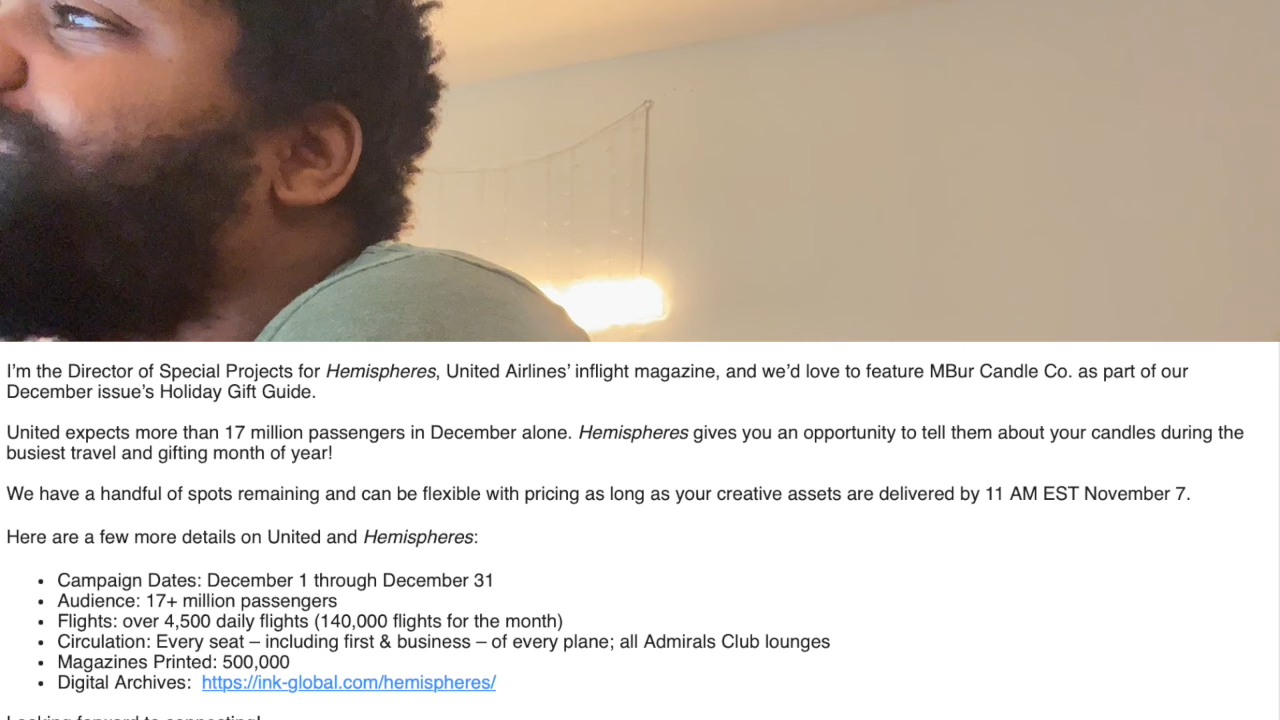 I'm the Director of Special Projects for Hemispheres, United Airlines' inflight magazine, and we'd love to feature MBur Candle Co. as part of our
December issue's Holiday Gift Guide.
United expects more than 17 million passengers in December alone. Hemispheres gives you an opportunity to tell them about your candles during the
busiest travel and gifting month of year!
We have a handful of spots remaining and can be flexible with pricing as long as your creative assets are delivered by 11 AM EST November 7.
Here are a few more details on United and Hemispheres:
• Campaign Dates: December 1 through December 31
• Audience: 17+ million passengers
• Flights: over 4,500 daily flights (140,000 flights for the month)
• Circulation: Every seat – including first & business – of every plane; all Admirals Club lounges
• Magazines Printed: 500,000
• Digital Archives: https://ink-global.com/hemispheres/
Looking forward to connecting!